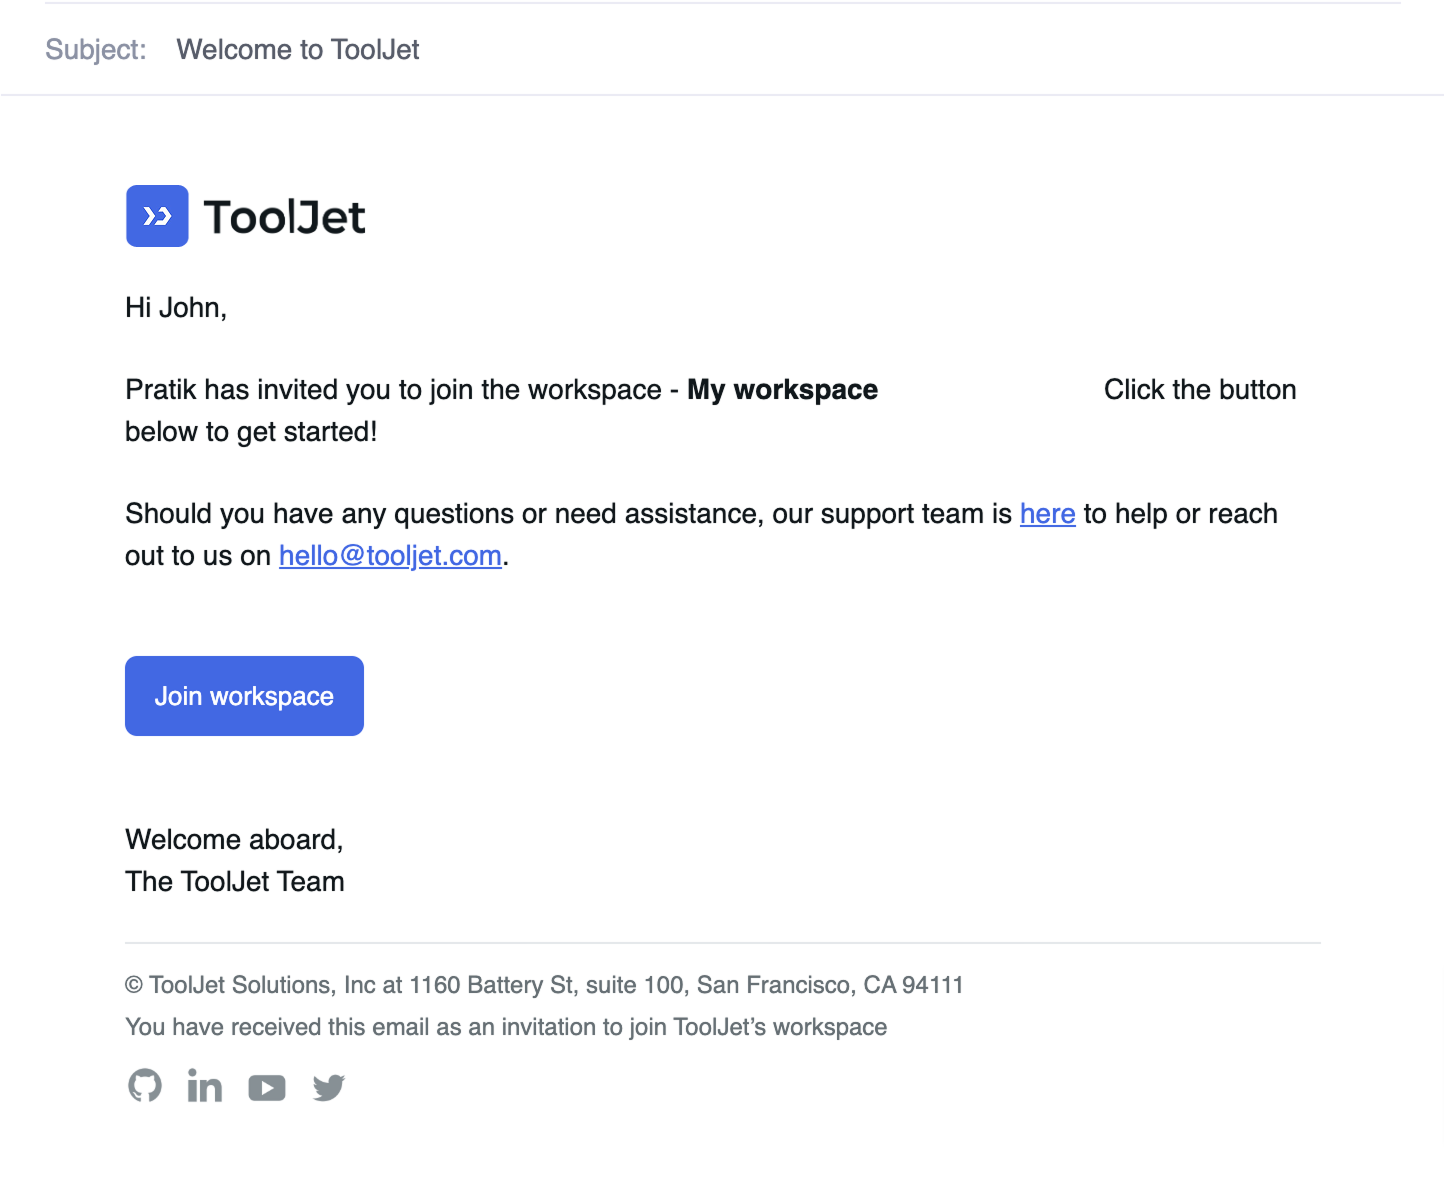 Subject: Welcome to ToolJet
ToolJet
Hi John,
Pratik has invited you to join the workspace - My workspace Click the button
below to get started!
Should you have any questions or need assistance, our support team is here to help or reach
out to us on hello@tooljet.com.
Join workspace
Welcome aboard,
The ToolJet Team
© ToolJet Solutions, Inc at 1160 Battery St, suite 100, San Francisco, CA 94111
You have received this email as an invitation to join ToolJet’s workspace
in